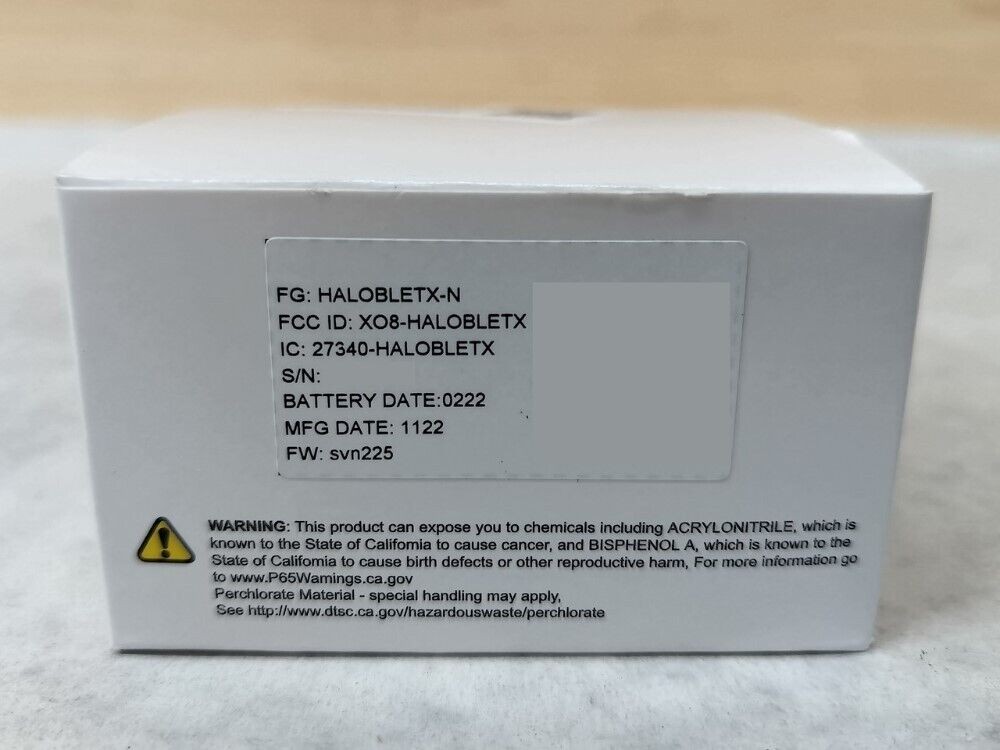 FG: HALOBLETX-N
FCC ID: XO8-HALOBLETX
IC: 27340-HALOBLETX
S/N:
BATTERY DATE:0222
MFG DATE: 1122
FW: svn225
WARNING: This product can expose you to chemicals including ACRYLONITRILE, which is
known to the State of California to cause cancer, and BISPHENOL A, which is known to the
State of California to cause birth defects or other reproductive harm, For more information go
to www.P65Warnings.ca.gov
Perchlorate Material - special handling may apply,
See http://www.dtsc.ca.gov/hazardouswaste/perchlorate